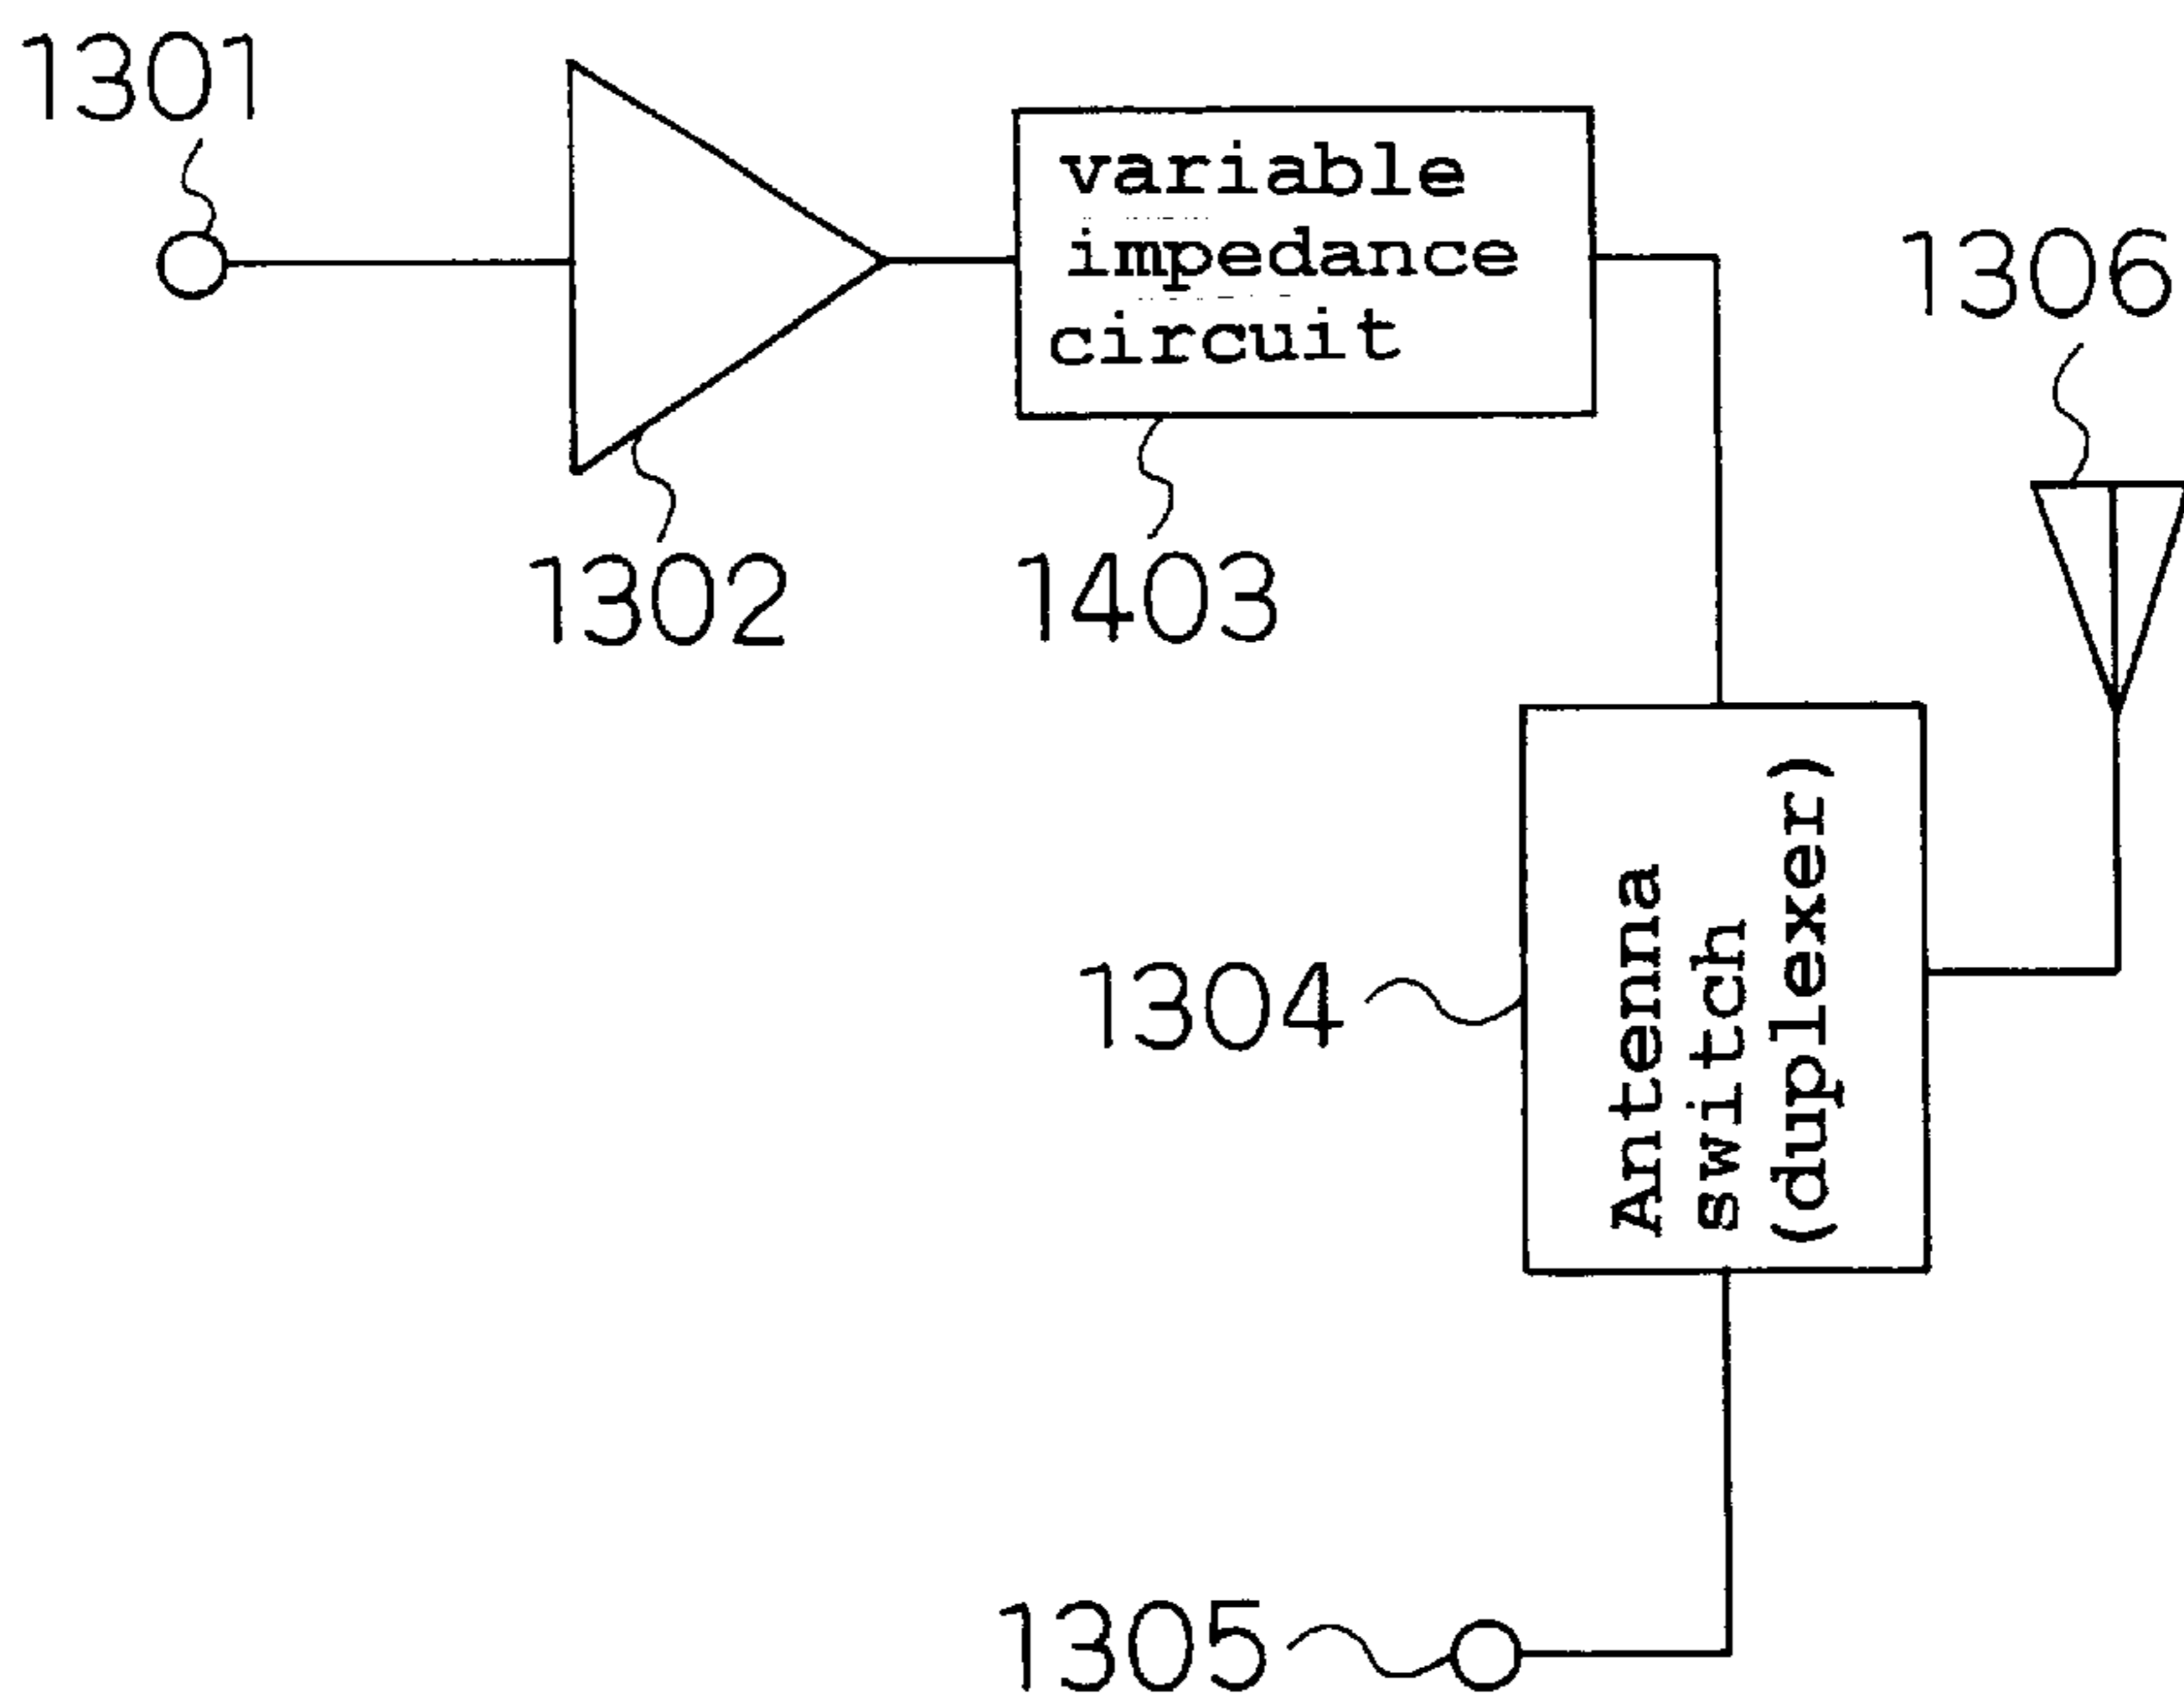 1301
variable
impedance
circuit
1306
1302
1403
Antenna
switch
(duplexer)
1304
1305